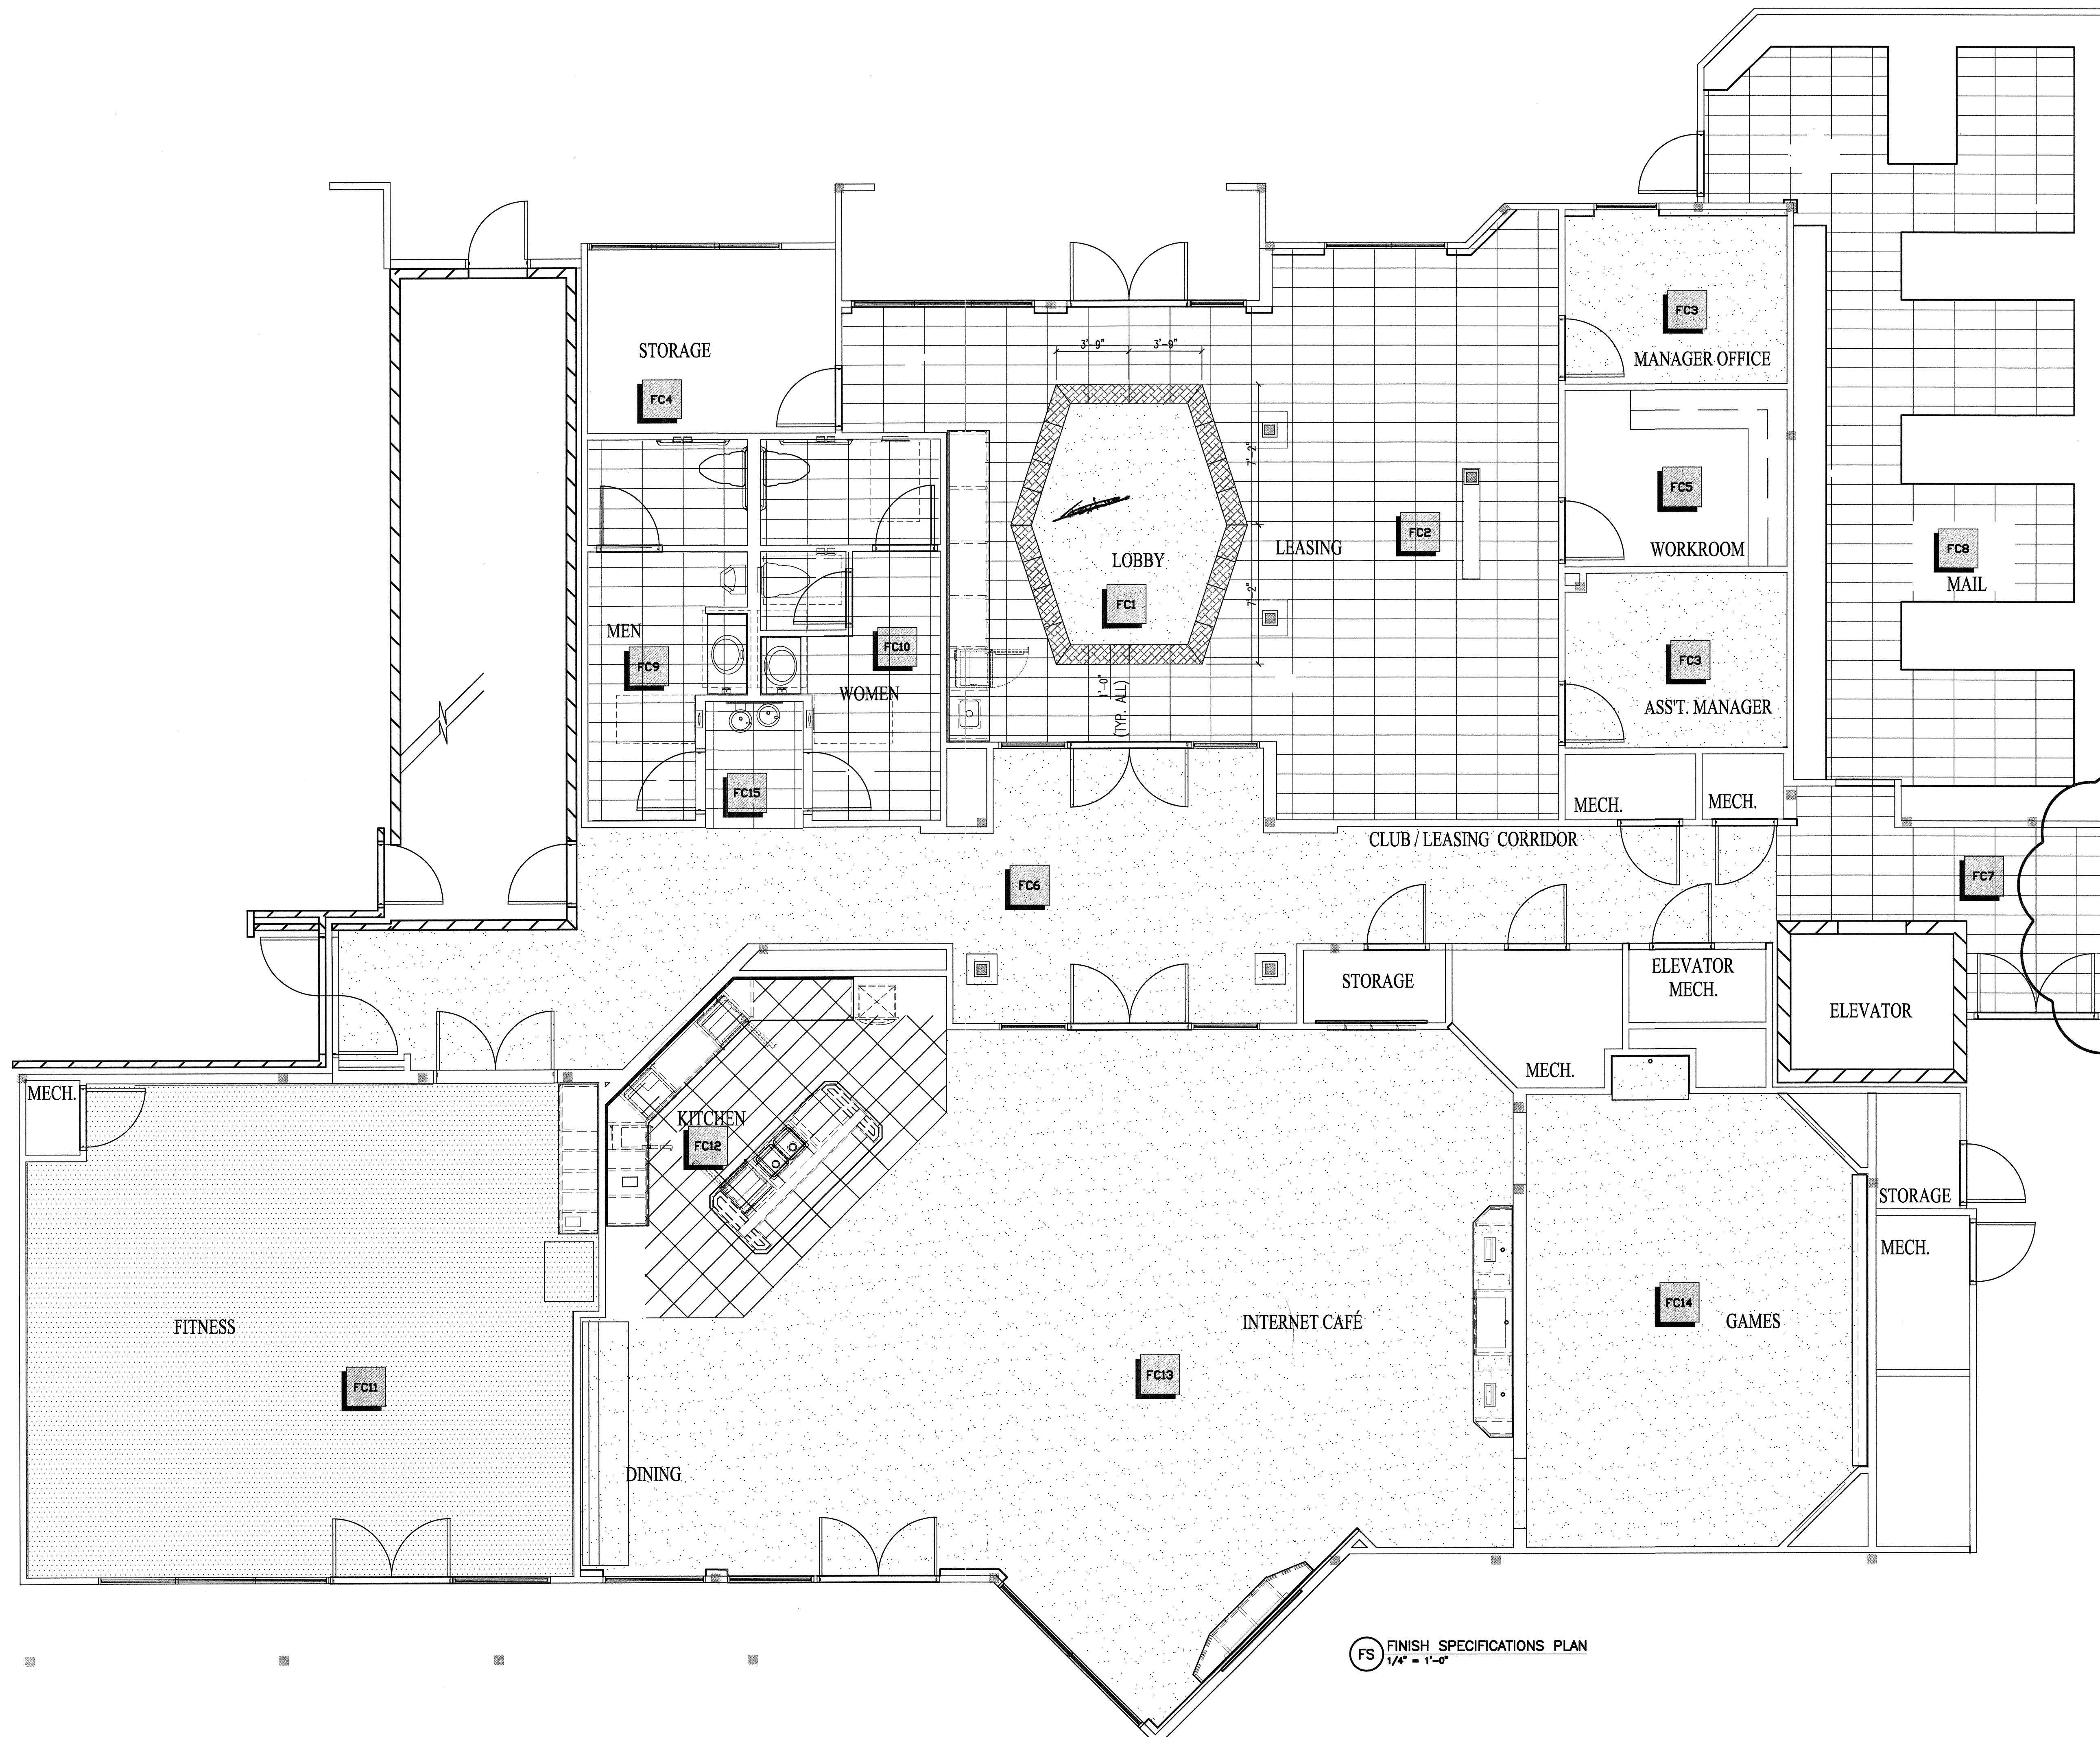 STORAGE
FC4
3'-9" 3'-9"
FC3
MANAGER OFFICE
7'-2"
FC5
WORKROOM
FC2
LEASING
LOBBY
FC1
7'-2"
1'-0"
(TYP. ALL)
FC8
MAIL
MEN
FC9
FC10
WOMEN
FC15
FC3
ASS'T. MANAGER
MECH.
MECH.
CLUB / LEASING CORRIDOR
FC6
FC7
STORAGE
ELEVATOR
MECH.
ELEVATOR
MECH.
MECH.
KITCHEN
FC12
STORAGE
MECH.
FITNESS
FC11
INTERNET CAFÉ
FC13
FC14
GAMES
DINING
FS
FINISH SPECIFICATIONS PLAN
1/4" = 1'-0"